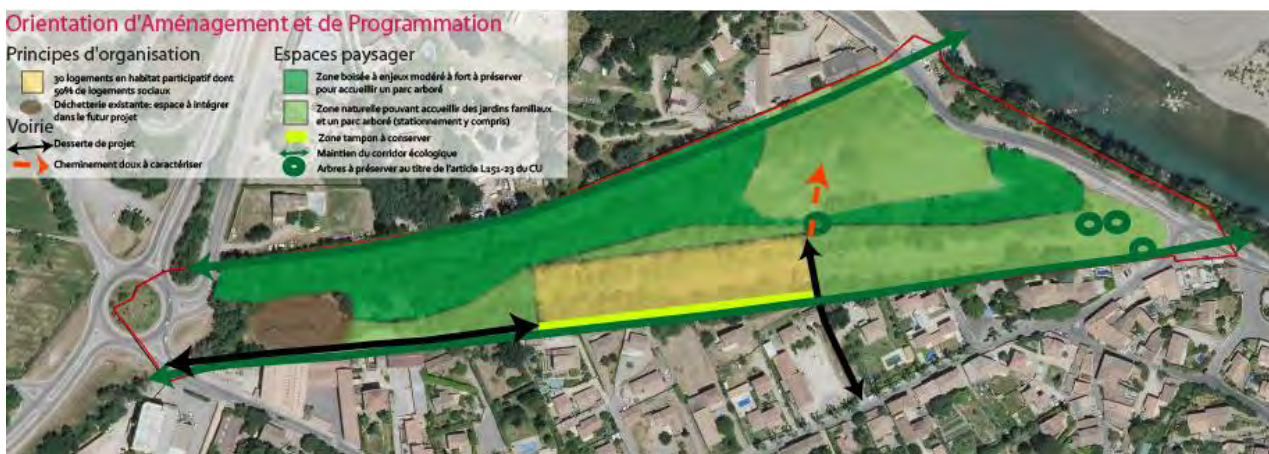 Orientation d'Aménagement et de Programmation
Principes d'organisation
30 logements en habitat participatif dont
50% de logements sociaux
Déchetterie existante: espace à intégrer
dans le futur projet
Voirie
Desserte de projet
Cheminement doux à caractériser
Espaces paysager
Zone boisée à enjeux modéré à fort à préserver
pour accueillir un parc arboré
Zone naturelle pouvant accueillir des jardins familiaux
et un parc arboré (stationnement y compris)
Zone tampon à conserver
Maintien du corridor écologique
Arbres à préserver au titre de l'article L151-23 du CU